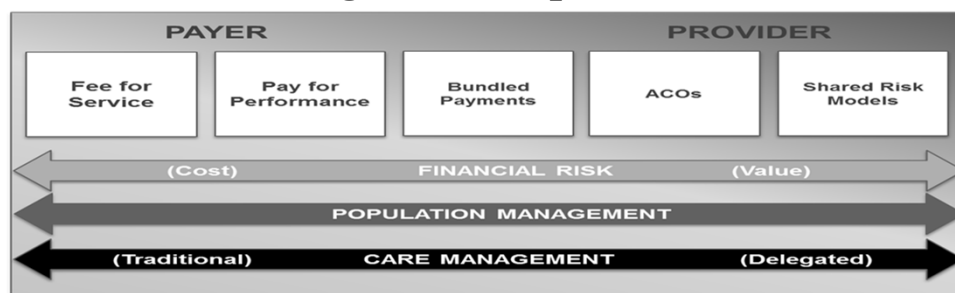 PAYER PROVIDER
Fee for
Service
Pay for
Performance
Bundled
Payments
ACOs
Shared Risk
Models
(Cost) FINANCIAL RISK (Value)
POPULATION MANAGEMENT
(Traditional) CARE MANAGEMENT (Delegated)